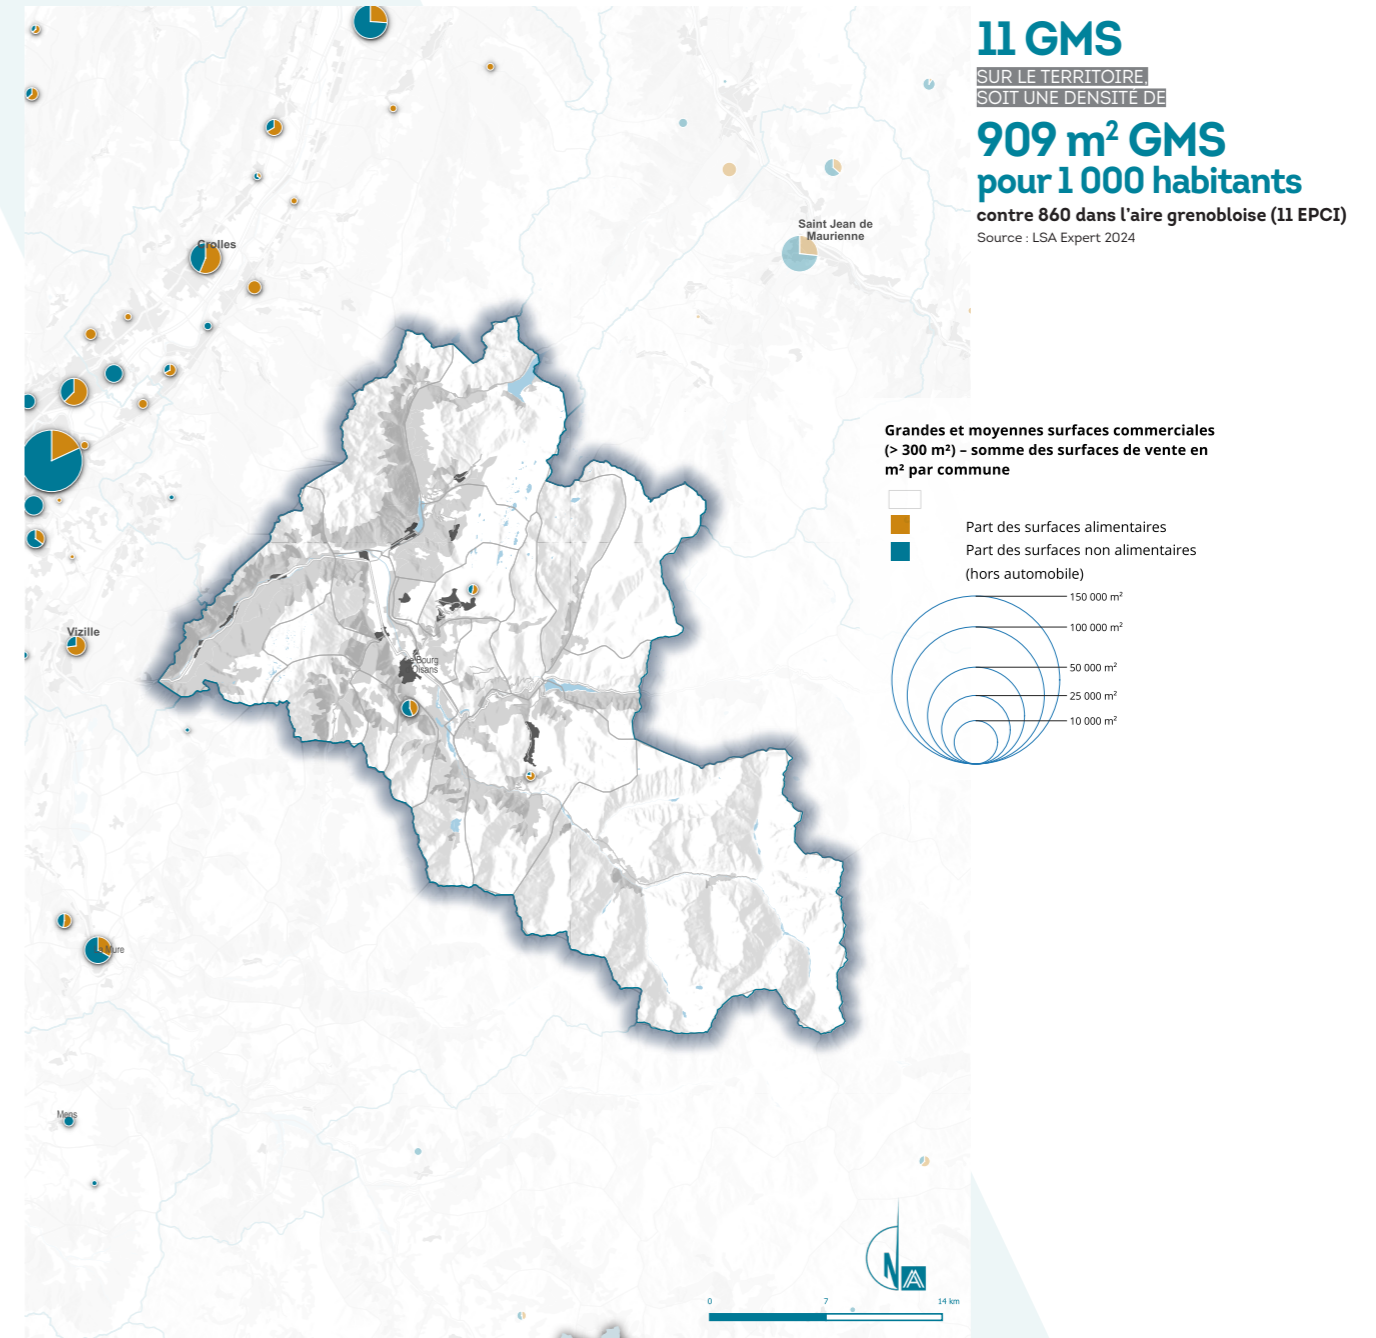 11 GMS
SUR LE TERRITOIRE,
SOIT UNE DENSITÉ DE
909 m² GMS
pour 1 000 habitants
contre 860 dans l'aire grenobloise (11 EPCI)
Source : LSA Expert 2024
Saint Jean de
Maurienne
Crolles
Grandes et moyennes surfaces commerciales
(> 300 m²) – somme des surfaces de vente en
m² par commune
Part des surfaces alimentaires
Part des surfaces non alimentaires
(hors automobile)
150 000 m²
100 000 m²
50 000 m²
25 000 m²
10 000 m²
Vizille
Bourg
Oisans
Mure
Mens
N
0 7 14 km